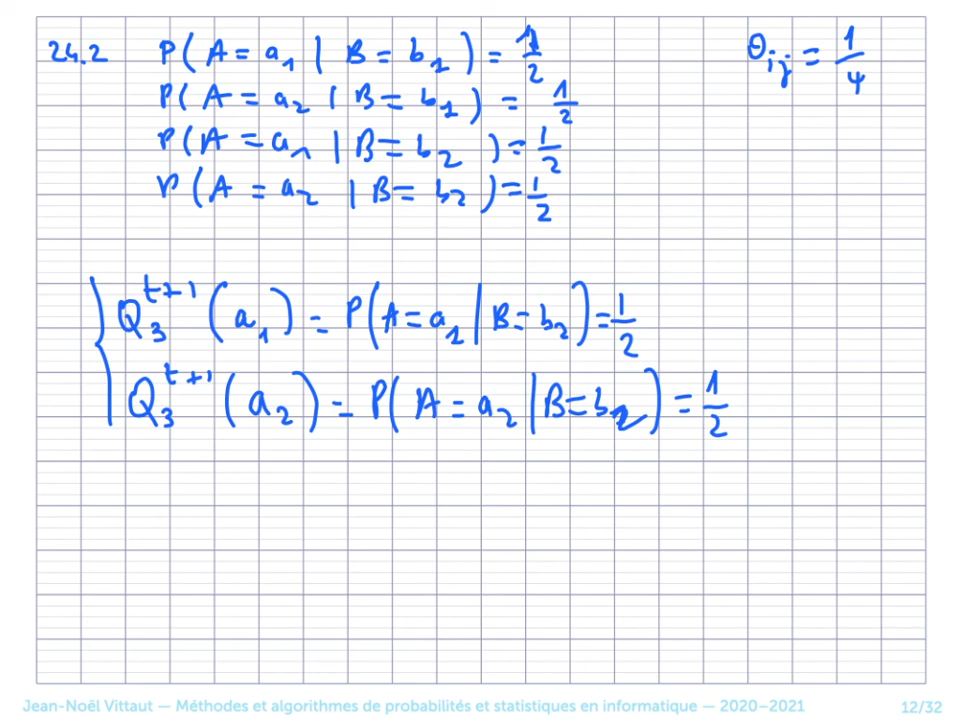 24.2 P(A = a₁ | B = b₁) = 1/2 θᵢⱼ = 1/4
P(A = a₂ | B = b₁) = 1/2
P(A = a₁ | B = b₂) = 1/2
P(A = a₂ | B = b₂) = 1/2
{ Q₃ᵗ⁺¹(a₁) = P(A = a₁ | B = b₂) = 1/2
Q₃ᵗ⁺¹(a₂) = P(A = a₂ | B = b₂) = 1/2
Jean-Noël Vittaut — Méthodes et algorithmes de probabilités et statistiques en informatique — 2020–2021 12/32